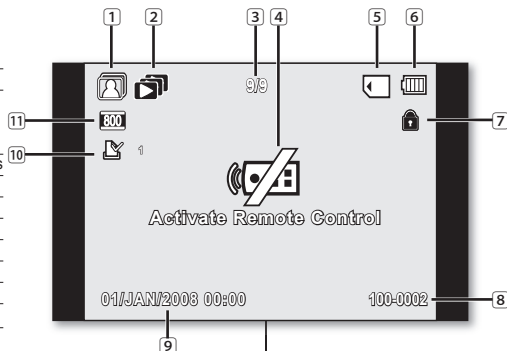 1 2 3 4 5 6
9/9
11 800 7
10 1
s
Activate Remote Control
01/JAN/2008 00:00 100-0002 8
9